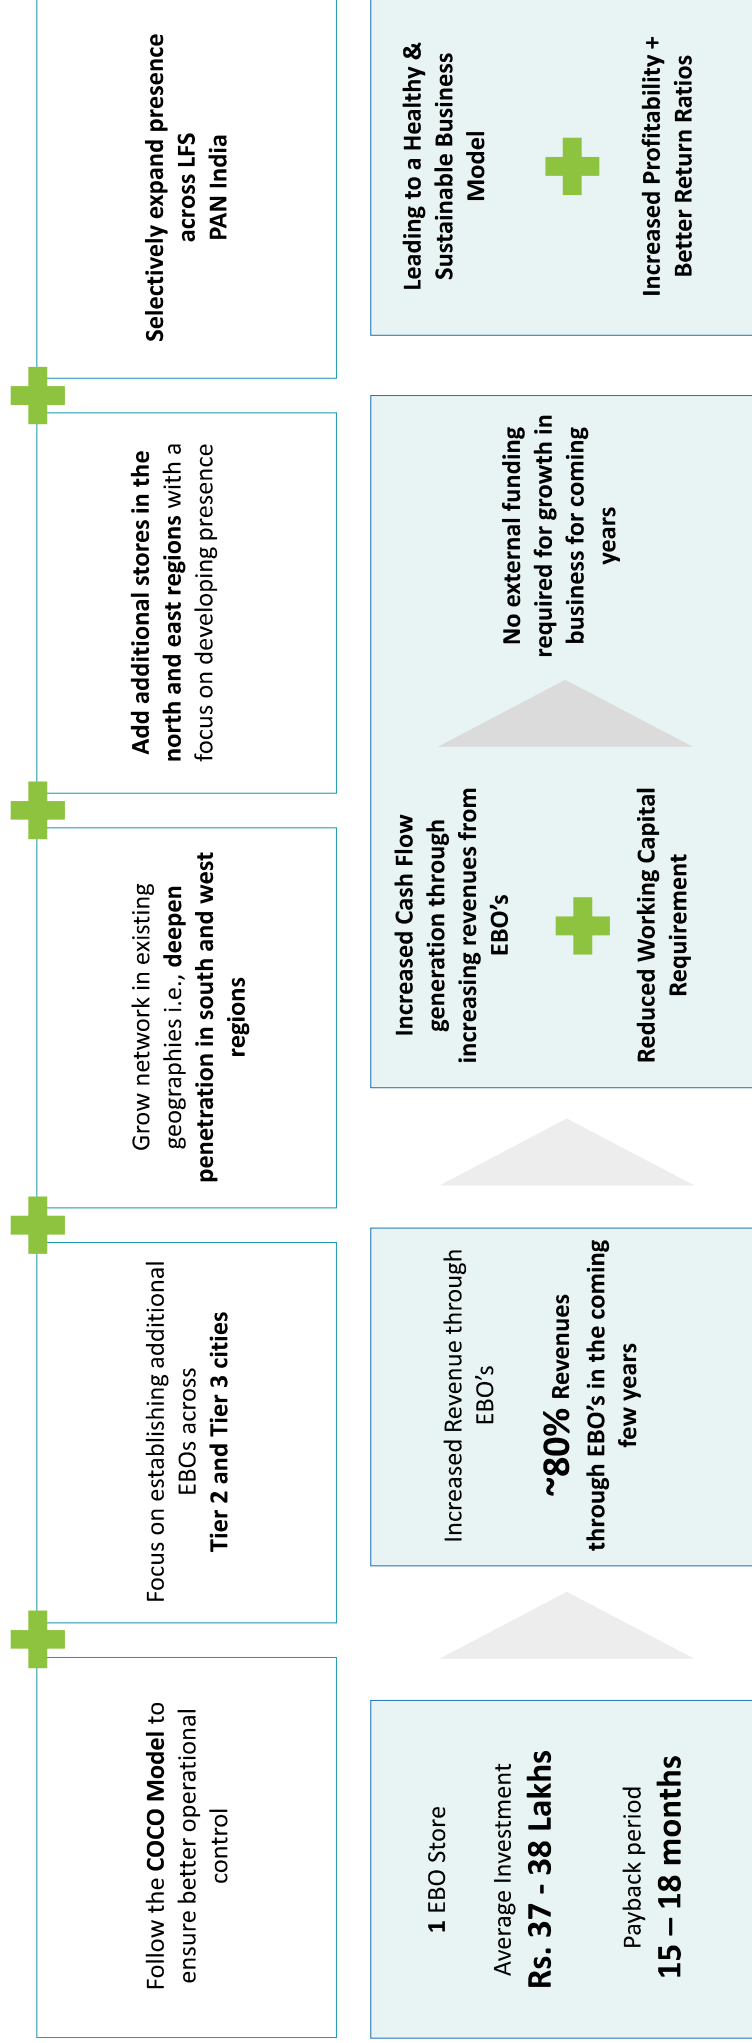 Follow the COCO Model to
ensure better operational
control
Focus on establishing additional
EBOs across
Tier 2 and Tier 3 cities
Grow network in existing
geographies i.e., deepen
penetration in south and west
regions
Add additional stores in the
north and east regions with a
focus on developing presence
Selectively expand presence
across LFS
PAN India
1 EBO Store
Average Investment
Rs. 37 - 38 Lakhs
Payback period
15 – 18 months
Increased Revenue through
EBO’s
~80% Revenues
through EBO’s in the coming
few years
Increased Cash Flow
generation through
increasing revenues from
EBO’s
Reduced Working Capital
Requirement
No external funding
required for growth in
business for coming
years
Leading to a Healthy &
Sustainable Business
Model
Increased Profitability +
Better Return Ratios